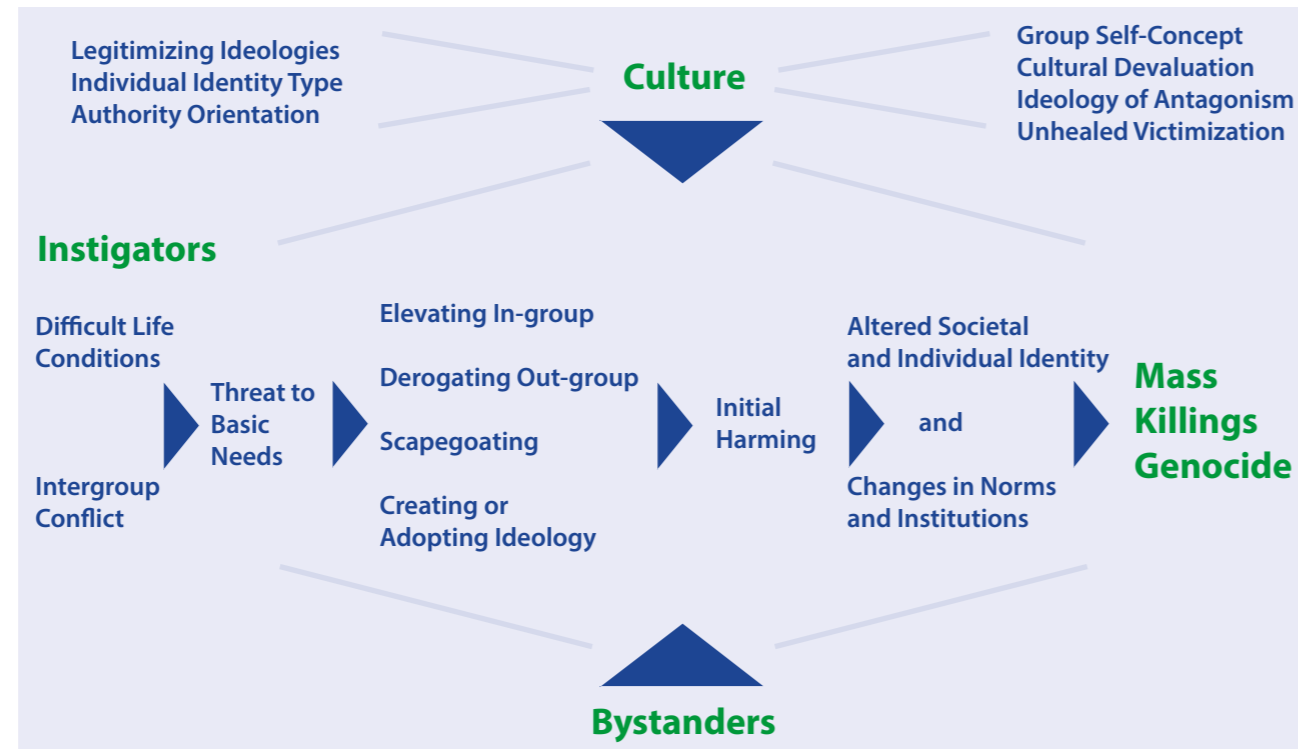 Legitimizing Ideologies
Individual Identity Type
Authority Orientation
Culture
Group Self-Concept
Cultural Devaluation
Ideology of Antagonism
Unhealed Victimization
Instigators
Difficult Life
Conditions
Intergroup
Conflict
Threat to
Basic
Needs
Elevating In-group
Derogating Out-group
Scapegoating
Creating or
Adopting Ideology
Initial
Harming
Altered Societal
and Individual Identity
and
Changes in Norms
and Institutions
Mass
Killings
Genocide
Bystanders